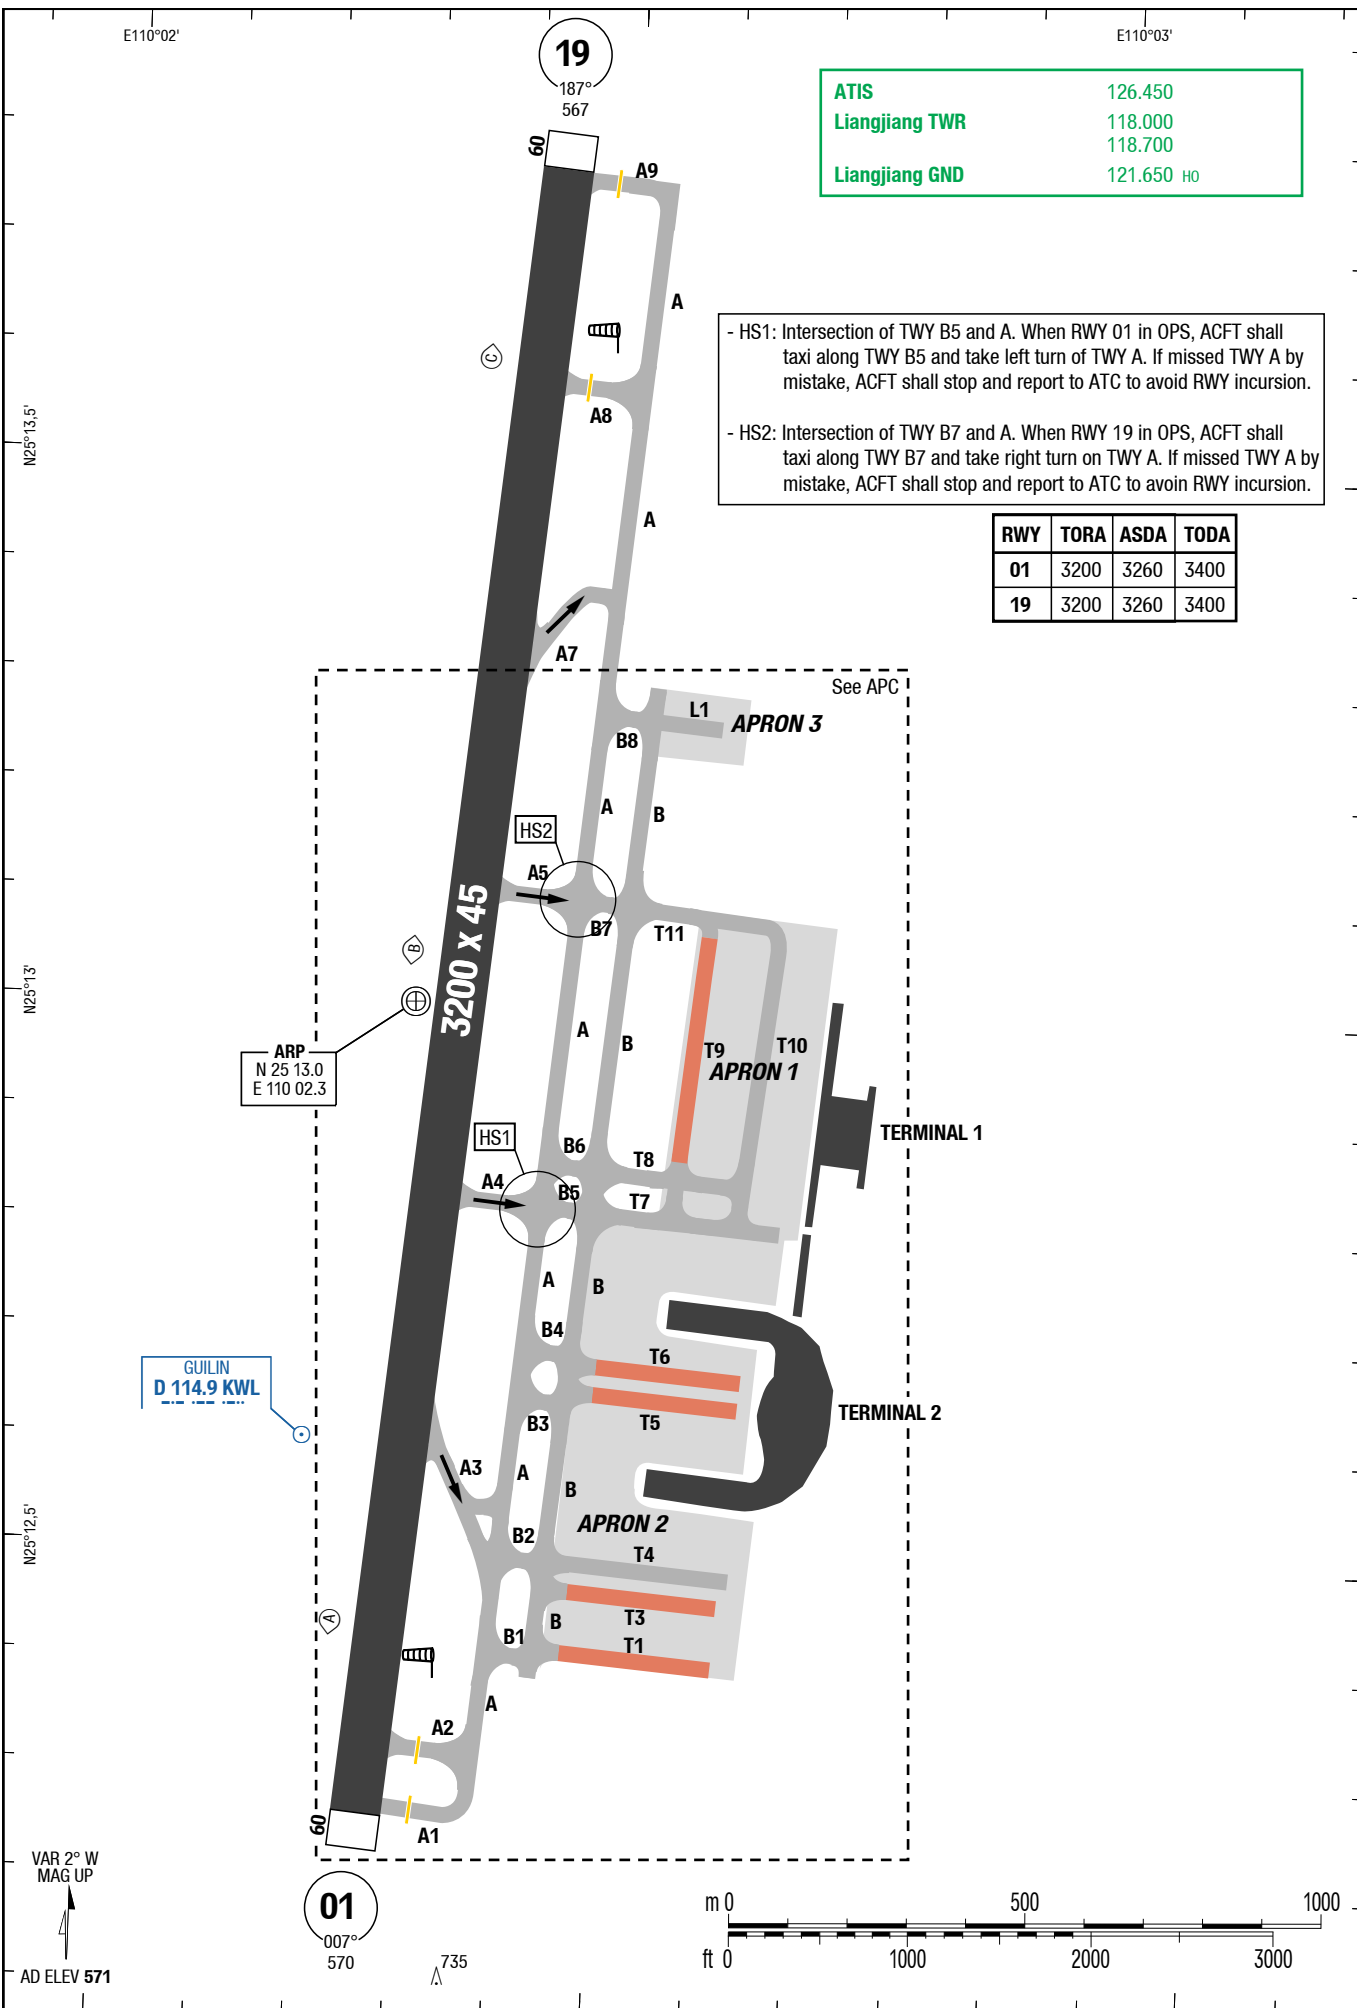 E110°02'
E110°03'
19
187°
567
60
ATIS 126.450
Liangjiang TWR 118.000
118.700
Liangjiang GND 121.650 HO
A9
A
C
A8
- HS1: Intersection of TWY B5 and A. When RWY 01 in OPS, ACFT shall
taxi along TWY B5 and take left turn of TWY A. If missed TWY A by
mistake, ACFT shall stop and report to ATC to avoid RWY incursion.
- HS2: Intersection of TWY B7 and A. When RWY 19 in OPS, ACFT shall
taxi along TWY B7 and take right turn on TWY A. If missed TWY A by
mistake, ACFT shall stop and report to ATC to avoin RWY incursion.
N25°13,5'
A
RWY TORA ASDA TODA
01 3200 3260 3400
19 3200 3260 3400
A7
See APC
L1
APRON 3
B8
A
B
HS2
A5
B7
T11
3200 x 45
B
N25°13'
A
B
T9
T10
APRON 1
ARP
N 25 13.0
E 110 02.3
TERMINAL 1
HS1
B6
T8
A4
B5
T7
A
B
B4
T6
GUILIN
D 114.9 KWL
B3
T5
TERMINAL 2
A3
A
B
APRON 2
B2
T4
N25°12,5'
A
B
T3
B1
T1
A
A2
60
A1
VAR 2° W
MAG UP
01
007°
570
735
AD ELEV 571
m 0 500 1000
ft 0 1000 2000 3000